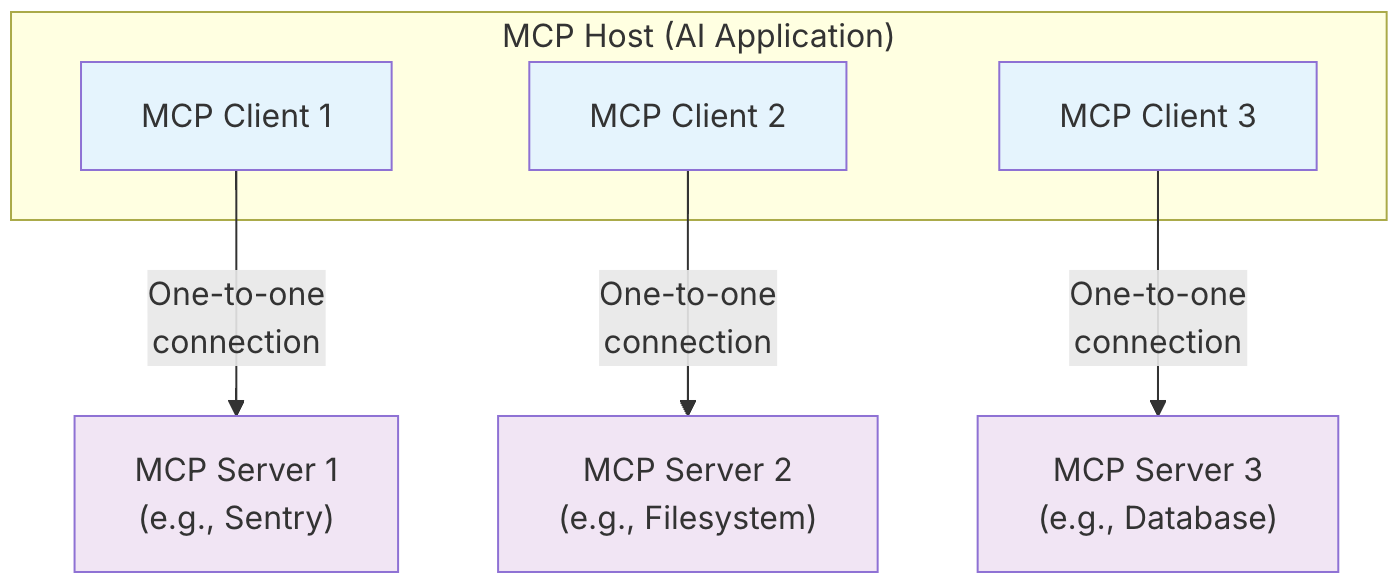 MCP Host (AI Application)
MCP Client 1
MCP Client 2
MCP Client 3
One-to-one
connection
One-to-one
connection
One-to-one
connection
MCP Server 1
(e.g., Sentry)
MCP Server 2
(e.g., Filesystem)
MCP Server 3
(e.g., Database)